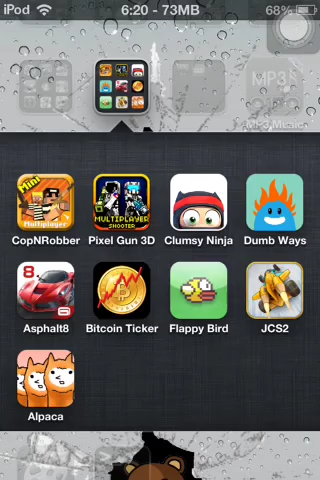 iPod 6:20 - 73MB 68%
MP3
MP3 Music
Mini
Multiplayer
MULTIPLAYER
SHOOTER
CopNRobber Pixel Gun 3D Clumsy Ninja Dumb Ways
8
Asphalt8 Bitcoin Ticker Flappy Bird JCS2
Alpaca